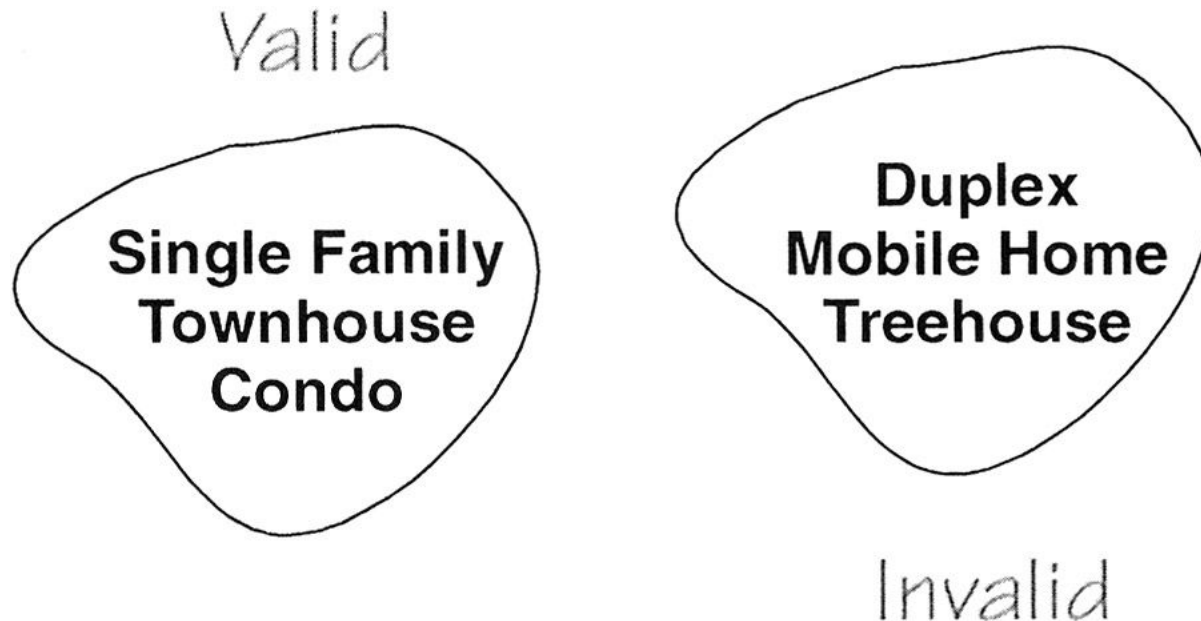 Valid
Single Family
Townhouse
Condo
Duplex
Mobile Home
Treehouse
Invalid